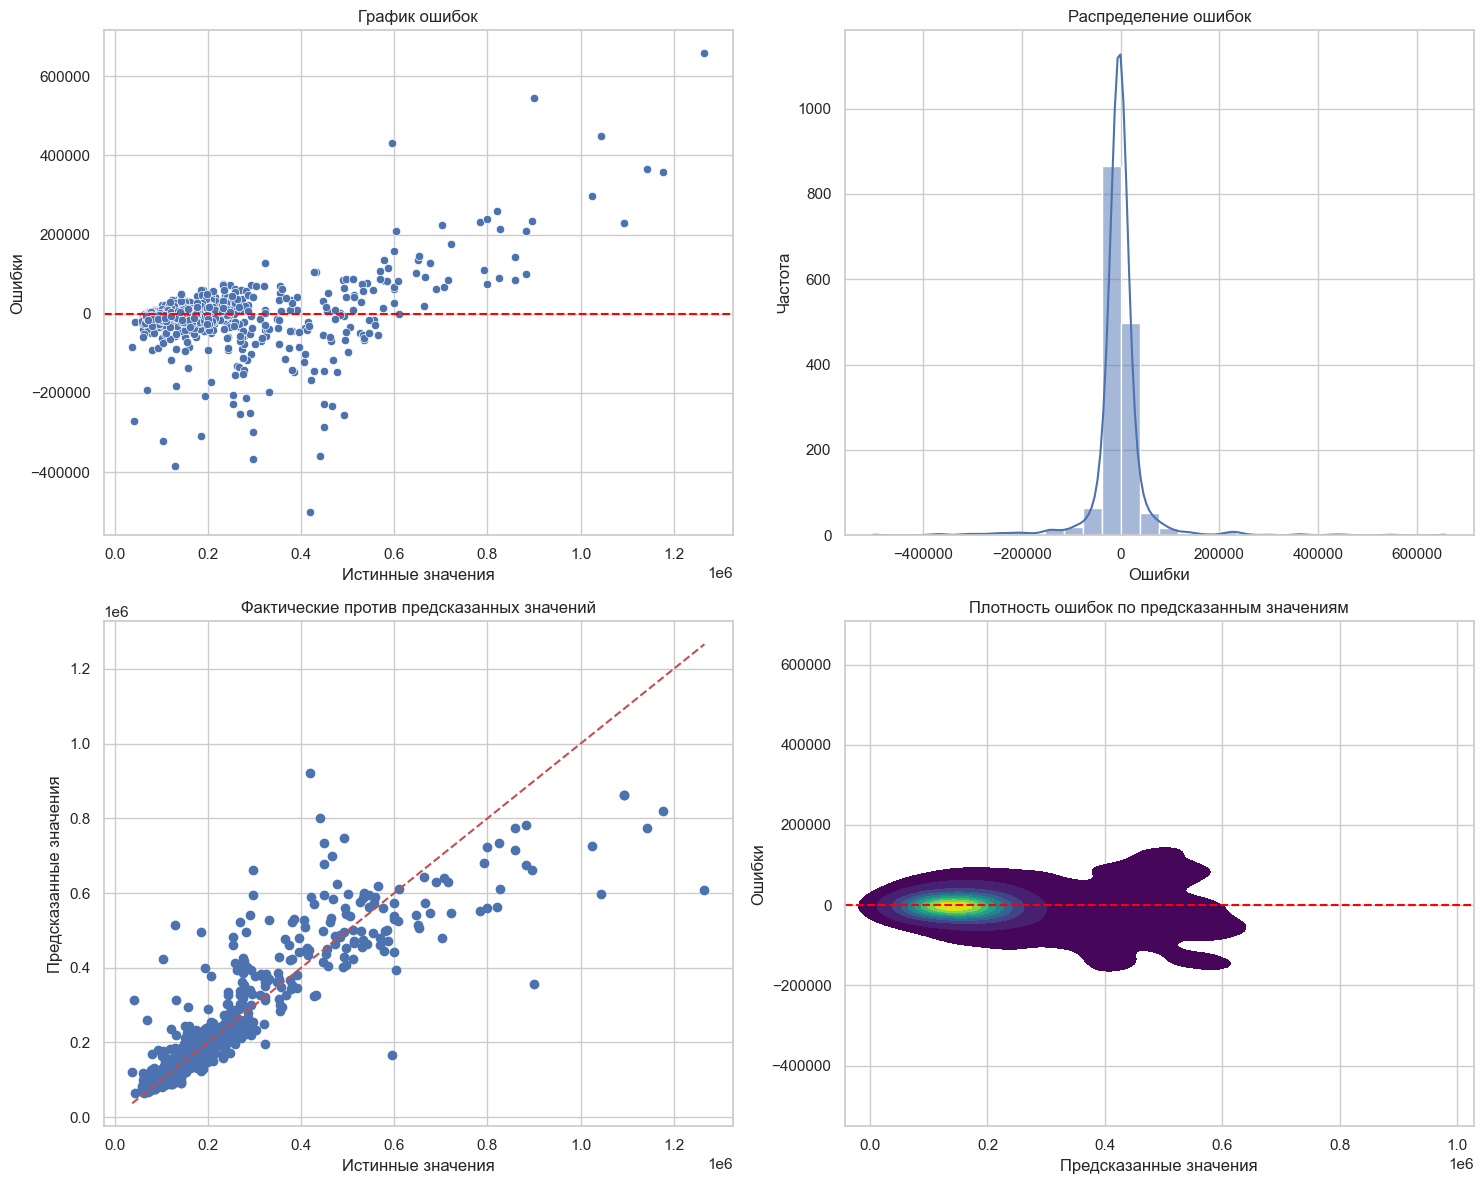 График ошибок
600000
400000
200000
0
−200000
−400000
Ошибки
0.0 0.2 0.4 0.6 0.8 1.0 1.2
1e6
Истинные значения
Распределение ошибок
1000
800
600
400
200
0
Частота
−400000 −200000 0 200000 400000 600000
Ошибки
Фактические против предсказанных значений
1e6
1.2
1.0
0.8
0.6
0.4
0.2
0.0
Предсказанные значения
0.0 0.2 0.4 0.6 0.8 1.0 1.2
1e6
Истинные значения
Плотность ошибок по предсказанным значениям
600000
400000
200000
0
−200000
−400000
Ошибки
0.0 0.2 0.4 0.6 0.8 1.0
1e6
Предсказанные значения